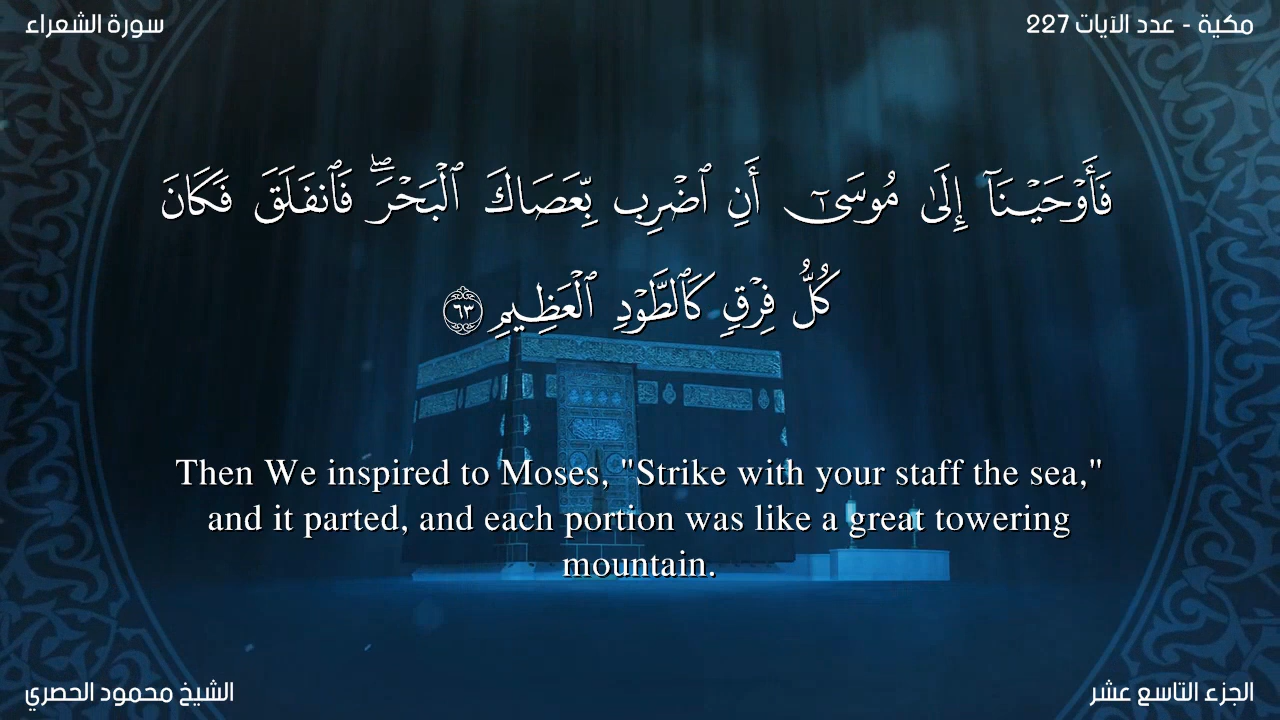 سورة الشعراء
مكية - عدد الآيات 227
فَأَوْحَيْنَآ إِلَىٰ مُوسَىٰٓ أَنِ ٱضْرِب بِّعَصَاكَ ٱلْبَحْرَ ۖ فَٱنفَلَقَ فَكَانَ
كُلُّ فِرْقٍ كَٱلطَّوْدِ ٱلْعَظِيمِ ٦٣
Then We inspired to Moses, "Strike with your staff the sea,"
and it parted, and each portion was like a great towering
mountain.
الشيخ محمود الحصري
الجزء التاسع عشر